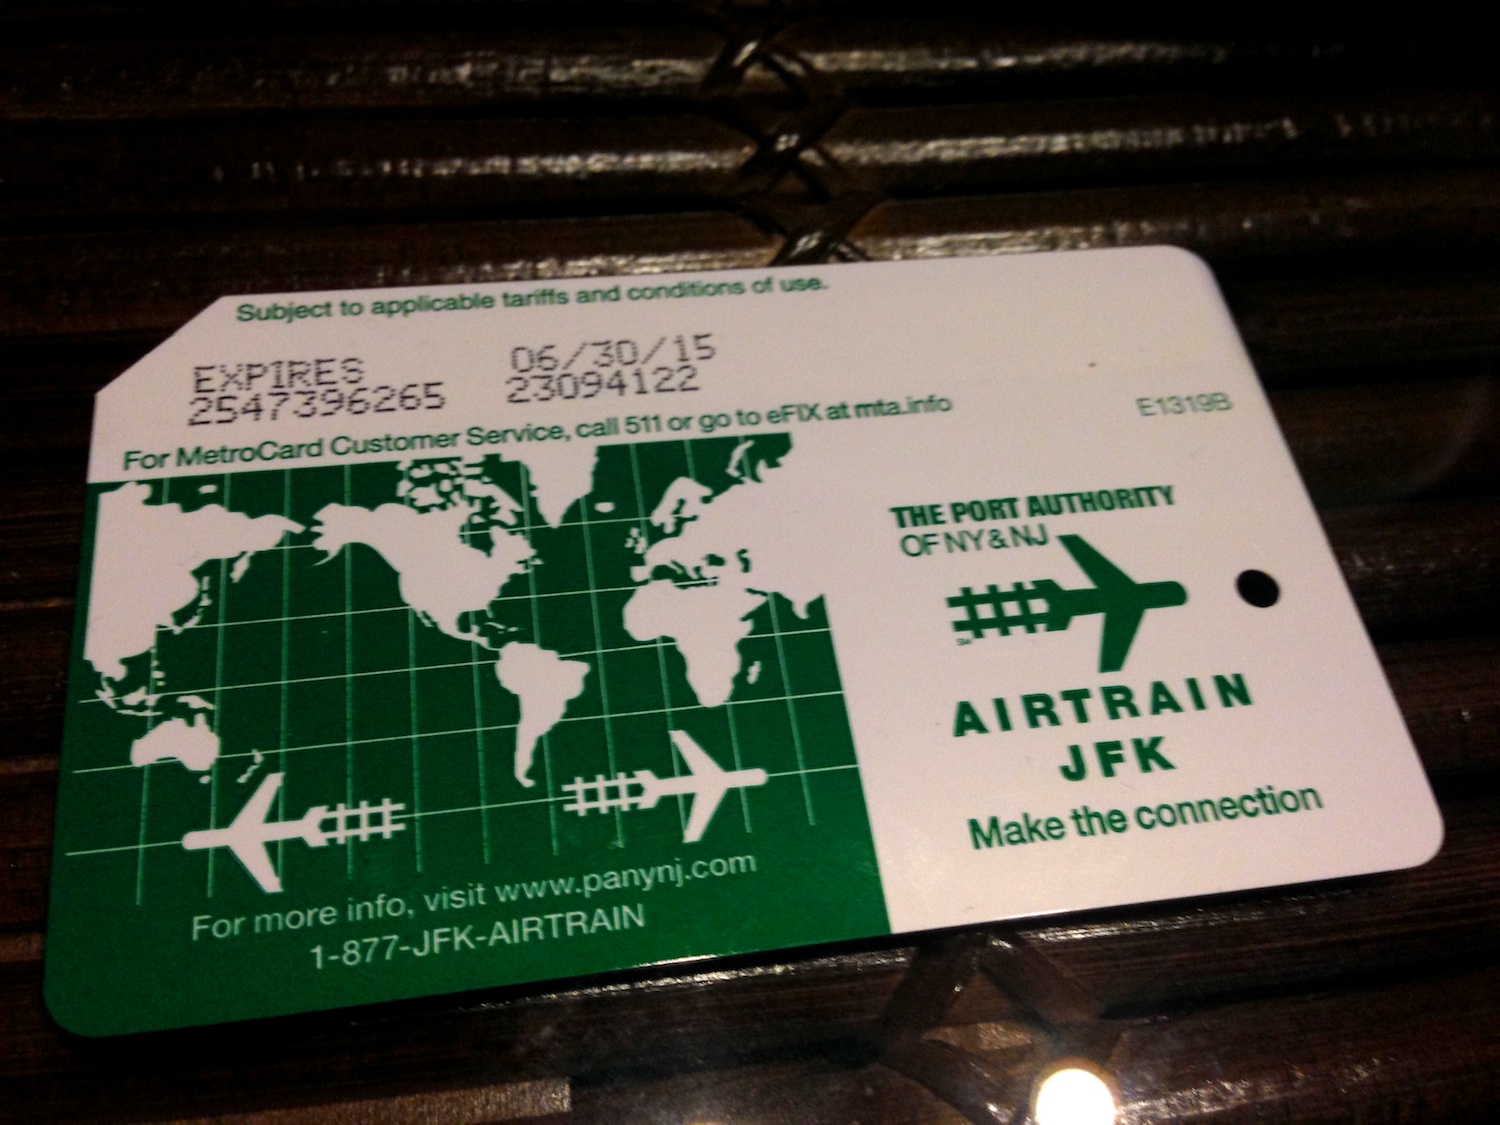 Subject to applicable tariffs and conditions of use.
EXPIRES 06/30/15
2547396265 23094122
For MetroCard Customer Service, call 511 or go to eFIX at mta.info
E1319B
THE PORT AUTHORITY
OF NY & NJ
SM
AIRTRAIN
JFK
Make the connection
For more info, visit www.panynj.com
1-877-JFK-AIRTRAIN